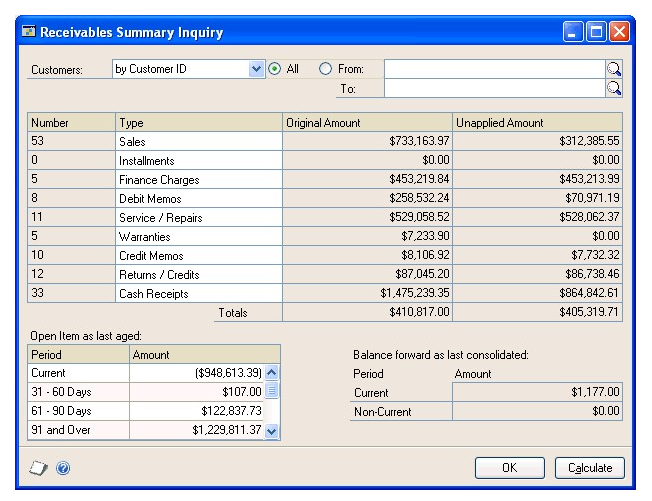 Receivables Summary Inquiry
Customers: by Customer ID All From:
To:
Number Type Original Amount Unapplied Amount
53 Sales $733,163.97 $312,385.55
0 Installments $0.00 $0.00
5 Finance Charges $453,219.84 $453,213.99
8 Debit Memos $258,532.24 $70,971.19
11 Service / Repairs $529,058.52 $528,062.37
5 Warranties $7,233.90 $0.00
10 Credit Memos $8,106.92 $7,732.32
12 Returns / Credits $87,045.20 $86,738.46
33 Cash Receipts $1,475,239.35 $864,842.61
Totals $410,817.00 $405,319.71
Open Item as last aged:
Period Amount
Current ($948,613.39)
31 - 60 Days $107.00
61 - 90 Days $122,837.73
91 and Over $1,229,811.37
Balance forward as last consolidated:
Period Amount
Current $1,177.00
Non-Current $0.00
OK Calculate